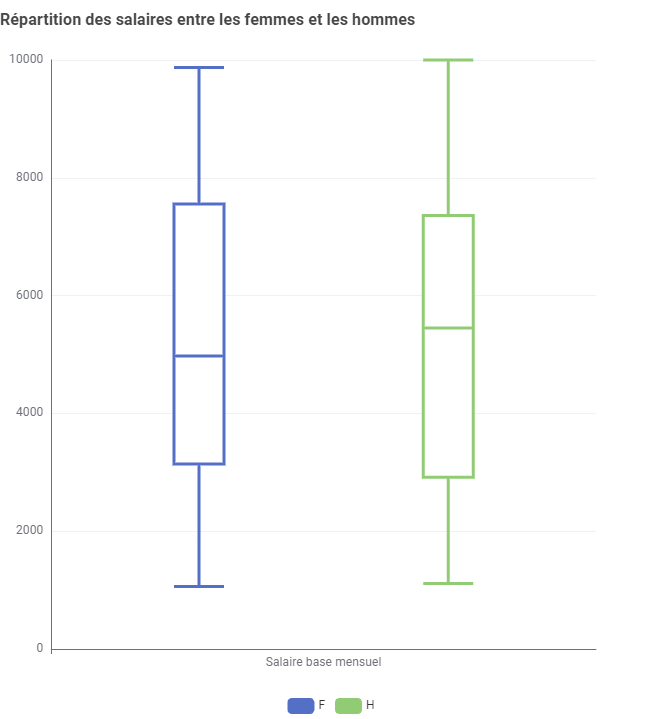 Répartition des salaires entre les femmes et les hommes
10000
8000
6000
4000
2000
0
Salaire base mensuel
F H